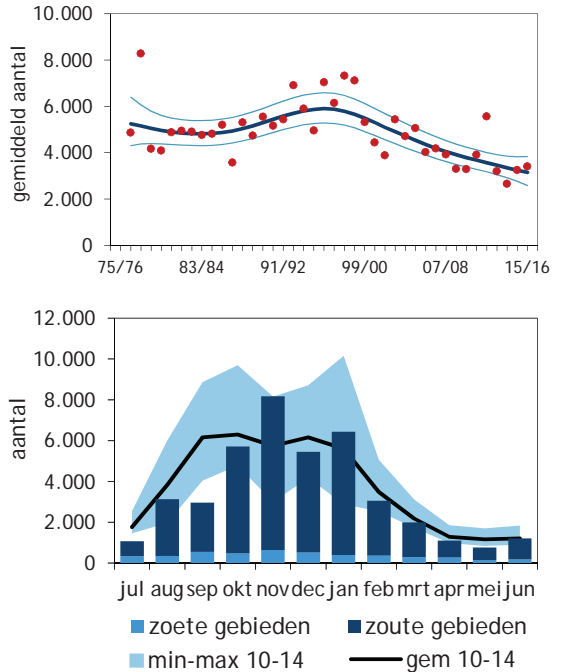 10.000
8.000
6.000
4.000
2.000
0
gemiddeld aantal
75/76 83/84 91/92 99/00 07/08 15/16
12.000
10.000
8.000
6.000
4.000
2.000
0
aantal
jul aug sep okt nov dec jan feb mrt apr mei jun
zoete gebieden zoute gebieden
min-max 10-14 gem 10-14